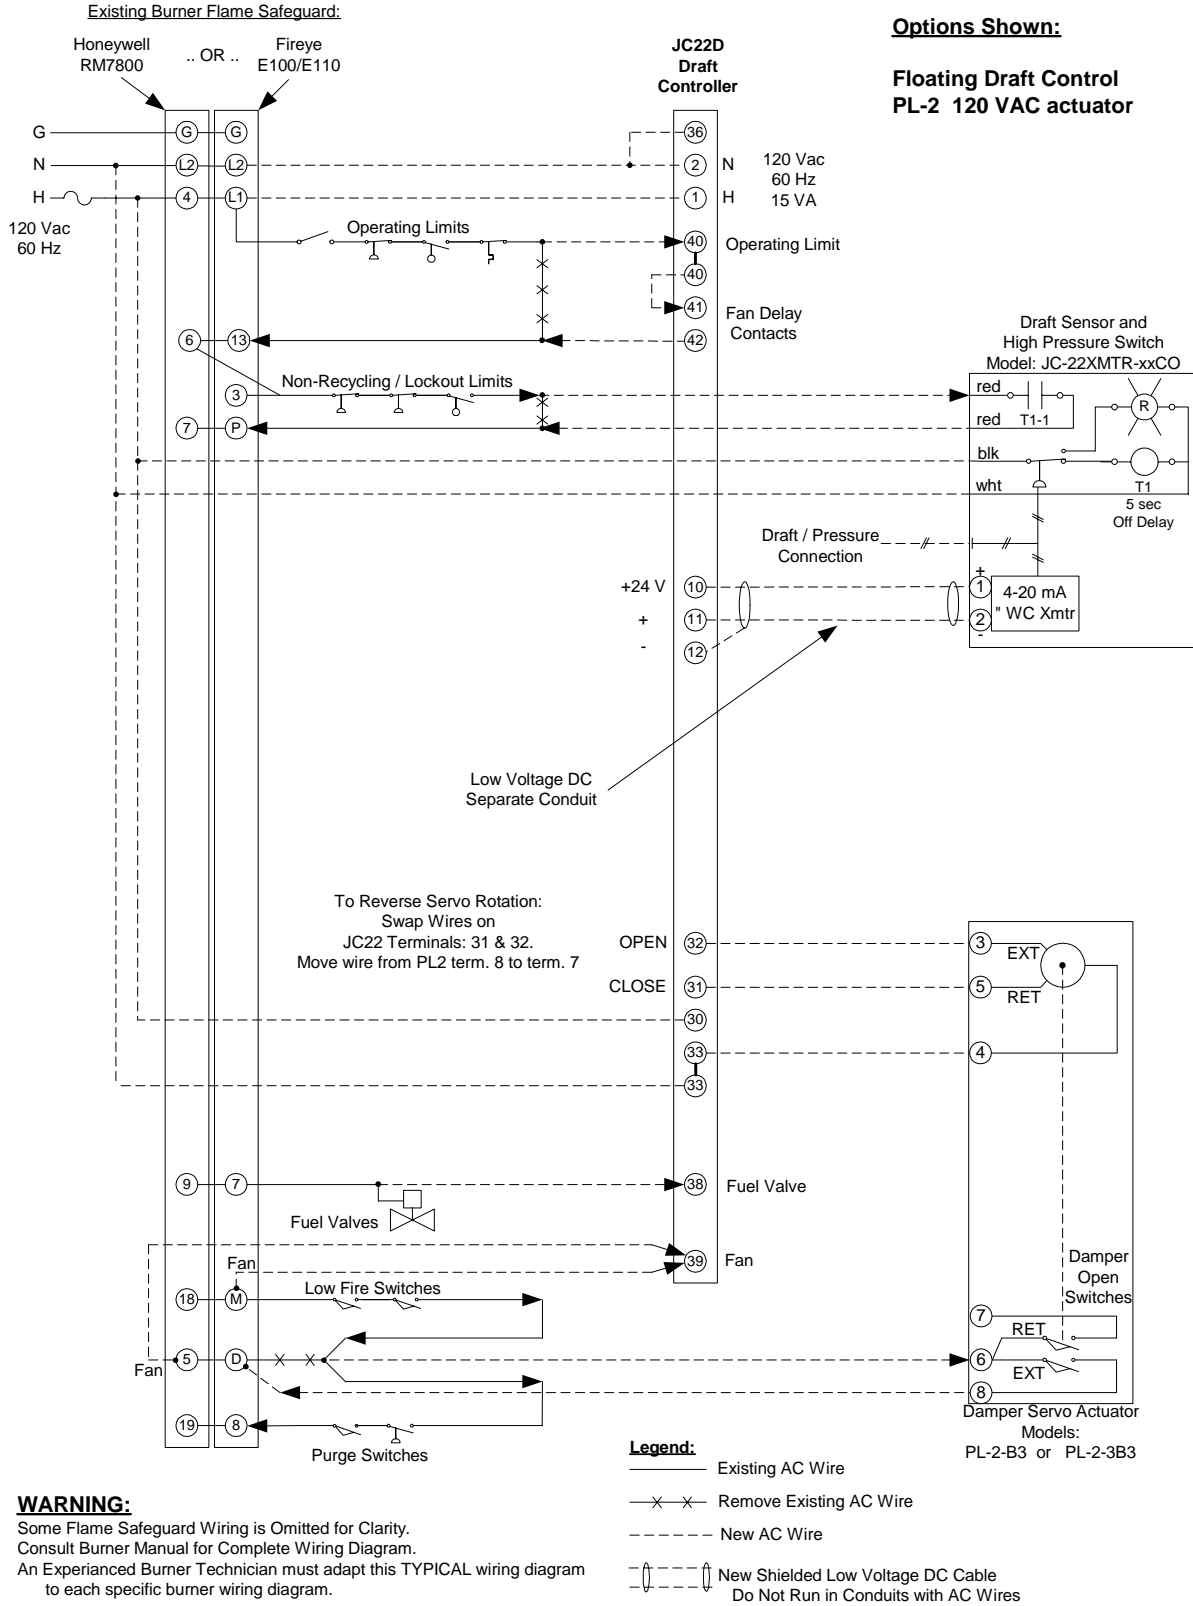 Existing Burner Flame Safeguard:
Honeywell
RM7800
.. OR ..
Fireye
E100/E110
JC22D
Draft
Controller
Options Shown:
Floating Draft Control
PL-2 120 VAC actuator
G
G
G
36
N
L2
L2
2
N
120 Vac
60 Hz
15 VA
H
4
L1
1
H
120 Vac
60 Hz
Operating Limits
40
Operating Limit
40
41
Fan Delay
Contacts
6
13
42
Draft Sensor and
High Pressure Switch
Model: JC-22XMTR-xxCO
3
Non-Recycling / Lockout Limits
red
T1-1
R
7
P
red
blk
wht
T1
5 sec
Off Delay
Draft / Pressure
Connection
+24 V
10
+
1
4-20 mA
" WC Xmtr
+
11
2
-
-
12
Low Voltage DC
Separate Conduit
To Reverse Servo Rotation:
Swap Wires on
JC22 Terminals: 31 & 32.
Move wire from PL2 term. 8 to term. 7
OPEN
32
3
EXT
CLOSE
31
5
RET
30
33
4
33
9
7
38
Fuel Valve
Fuel Valves
39
Fan
Fan
Damper
Open
Switches
18
M
Low Fire Switches
7
RET
Fan
5
D
6
EXT
8
19
8
Purge Switches
Damper Servo Actuator
Models:
PL-2-B3 or PL-2-3B3
Legend:
Existing AC Wire
Remove Existing AC Wire
New AC Wire
New Shielded Low Voltage DC Cable
Do Not Run in Conduits with AC Wires
WARNING:
Some Flame Safeguard Wiring is Omitted for Clarity.
Consult Burner Manual for Complete Wiring Diagram.
An Experianced Burner Technician must adapt this TYPICAL wiring diagram
to each specific burner wiring diagram.